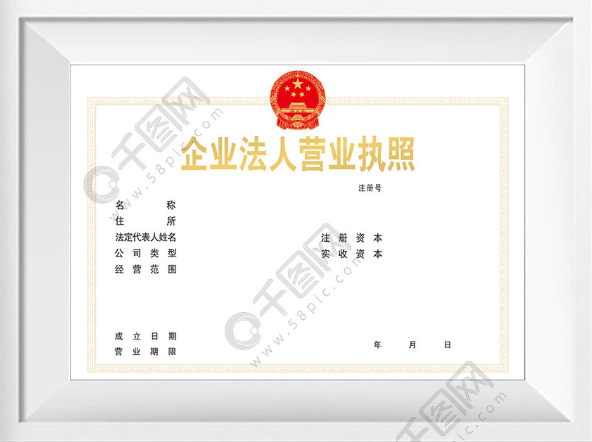 企业法人营业执照
注册号
名称
住所
法定代表人姓名 注册资本
公司类型 实收资本
经营范围
成立日期
营业期限 年 月 日
千图网
www.58pic.com
千图网
www.58pic.com
千图网
www.58pic.com